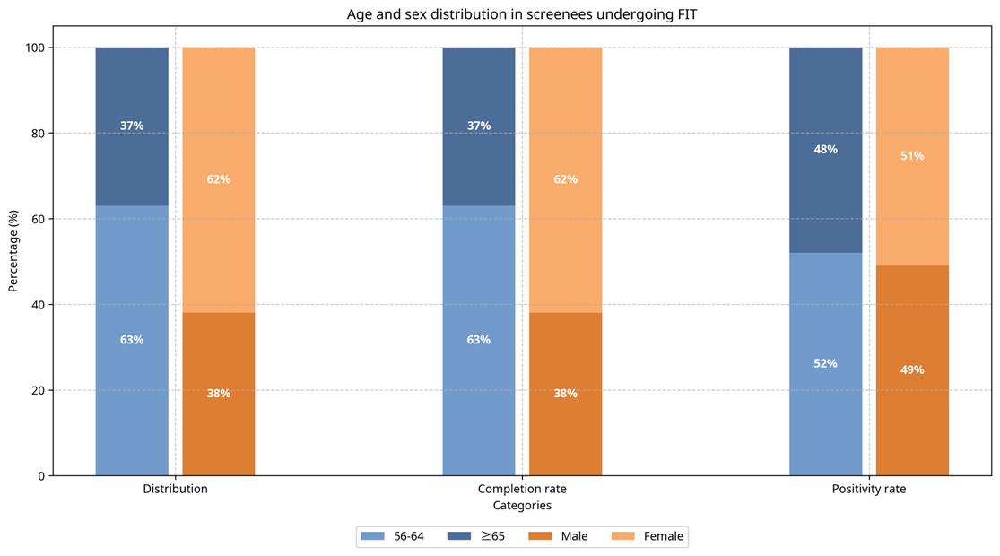 Age and sex distribution in screenees undergoing FIT
Percentage (%)
100
80
60
40
20
0
37%
63%
62%
38%
37%
63%
62%
38%
48%
52%
51%
49%
Distribution
Completion rate
Positivity rate
Categories
56-64
≥65
Male
Female